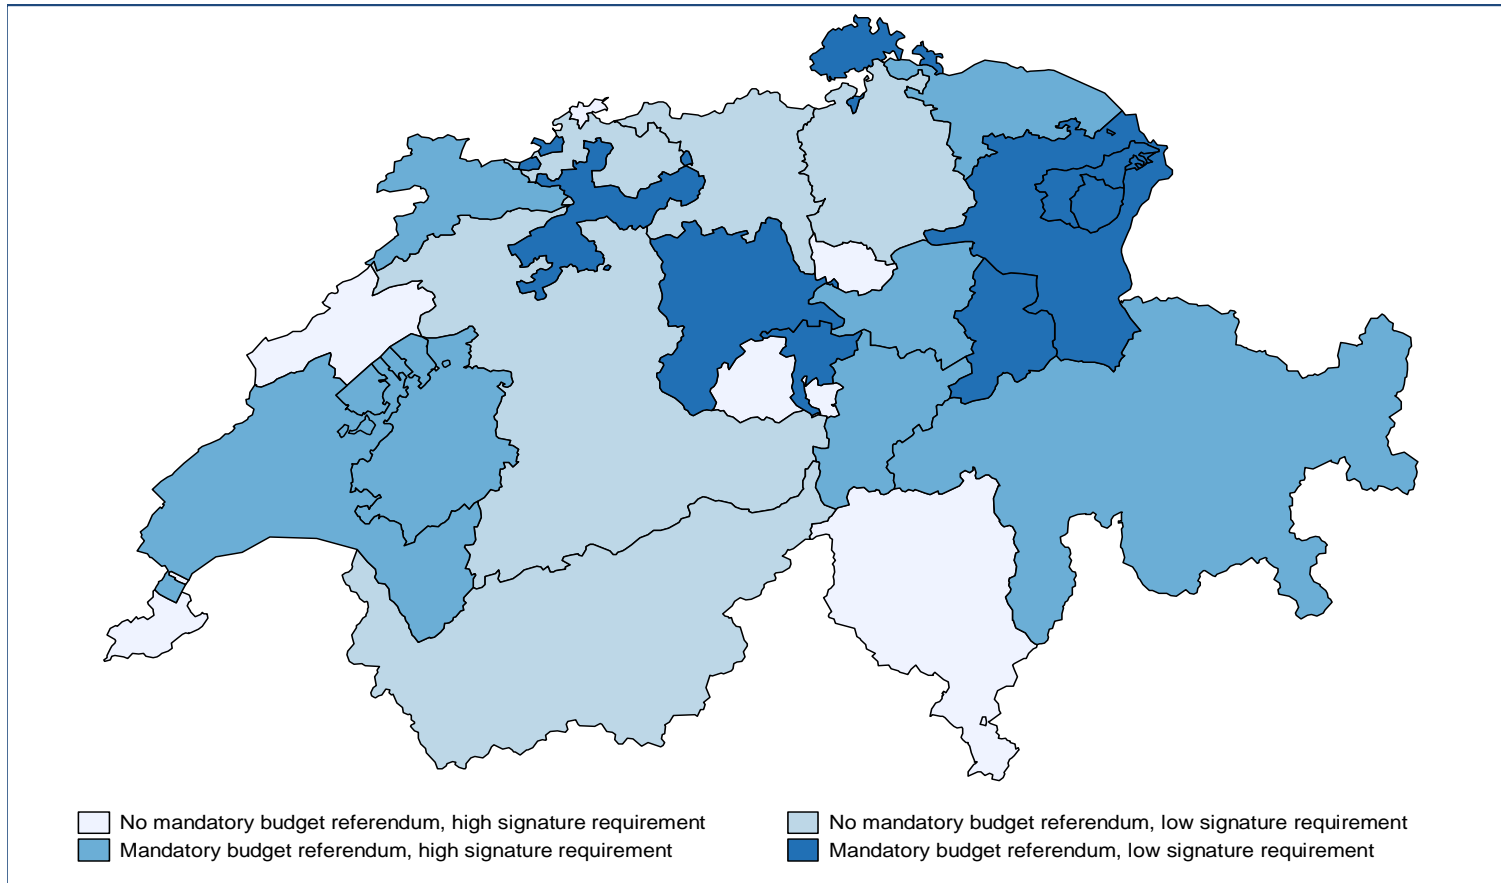 No mandatory budget referendum, high signature requirement
No mandatory budget referendum, low signature requirement
Mandatory budget referendum, high signature requirement
Mandatory budget referendum, low signature requirement